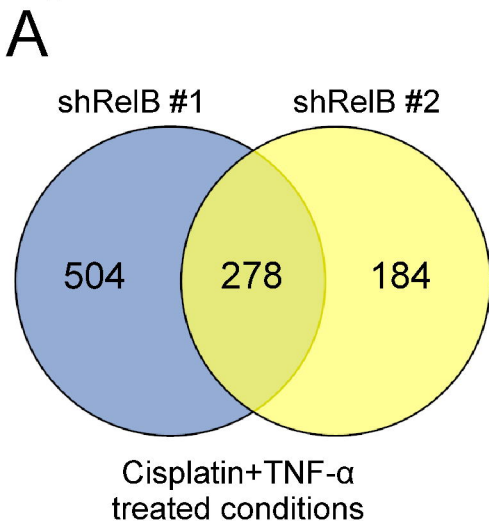 A
shRelB #1 shRelB #2
504 278 184
Cisplatin+TNF-α
treated conditions